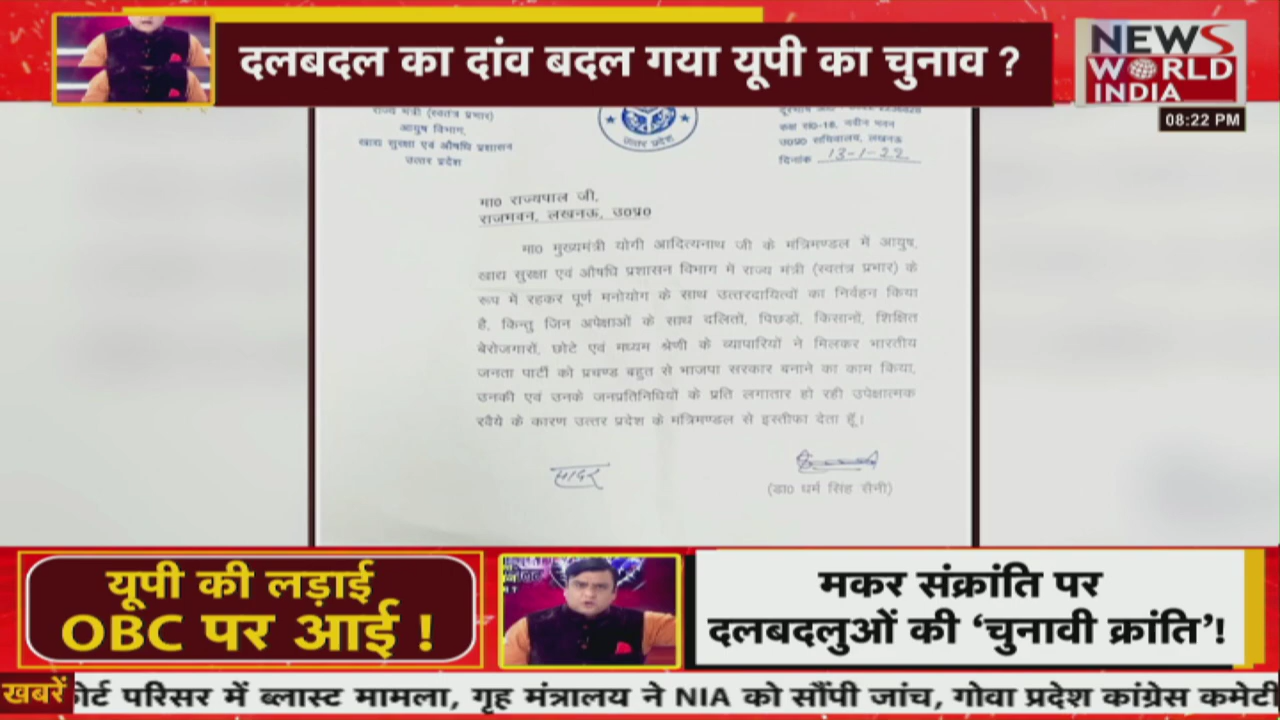 दलबदल का दांव बदल गया यूपी का चुनाव ?
NEWS
WORLD
INDIA
08:22 PM
राज्य मंत्री (स्वतंत्र प्रभार)
आयुष विभाग,
खाद्य सुरक्षा एवं औषधि प्रशासन
उत्तर प्रदेश
उत्तर प्रदेश
कक्ष सं0-18, नवीन भवन
उ0प्र0 सचिवालय, लखनऊ
दिनांक 13-1-22
मा0 राज्यपाल जी,
राजभवन, लखनऊ, उ0प्र0
मा0 मुख्यमंत्री योगी आदित्यनाथ जी के मंत्रिमण्डल में आयुष,
खाद्य सुरक्षा एवं औषधि प्रशासन विभाग में राज्य मंत्री (स्वतंत्र प्रभार) के
रूप में रहकर पूर्ण मनोयोग के साथ उत्तरदायित्वों का निर्वहन किया
है, किन्तु जिन अपेक्षाओं के साथ दलितों, पिछडों, किसानों, शिक्षित
बेरोजगारों, छोटे एवं मध्यम श्रेणी के व्यापारियों ने मिलकर भारतीय
जनता पार्टी को प्रचण्ड बहुत से भाजपा सरकार बनाने का काम किया,
उनकी एवं उनके जनप्रतिनिधियों के प्रति लगातार हो रही उपेक्षात्मक
रवैये के कारण उत्तर प्रदेश के मंत्रिमण्डल से इस्तीफा देता हूँ।
सादर
(डा0 धर्म सिंह सैनी)
यूपी की लड़ाई
OBC पर आई !
मकर संक्रांति पर
दलबदलुओं की ‘चुनावी क्रांति’!
खबरें
कोर्ट परिसर में ब्लास्ट मामला, गृह मंत्रालय ने NIA को सौंपी जांच, गोवा प्रदेश कांग्रेस कमेटी